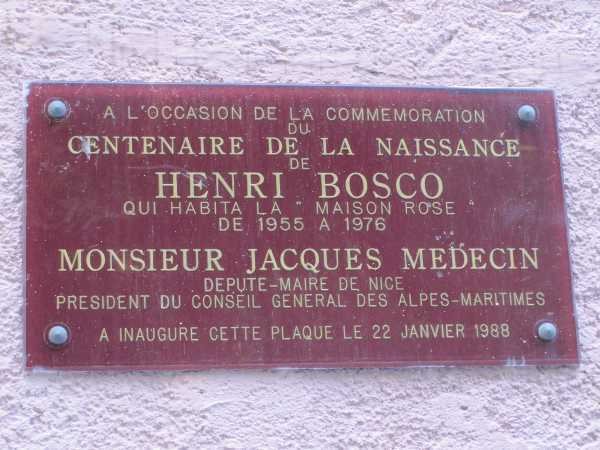 A L'OCCASION DE LA COMMEMORATION
DU
CENTENAIRE DE LA NAISSANCE
DE
HENRI BOSCO
QUI HABITA LA " MAISON ROSE "
DE 1955 A 1976
MONSIEUR JACQUES MEDECIN
DEPUTE-MAIRE DE NICE
PRESIDENT DU CONSEIL GENERAL DES ALPES-MARITIMES
A INAUGURE CETTE PLAQUE LE 22 JANVIER 1988